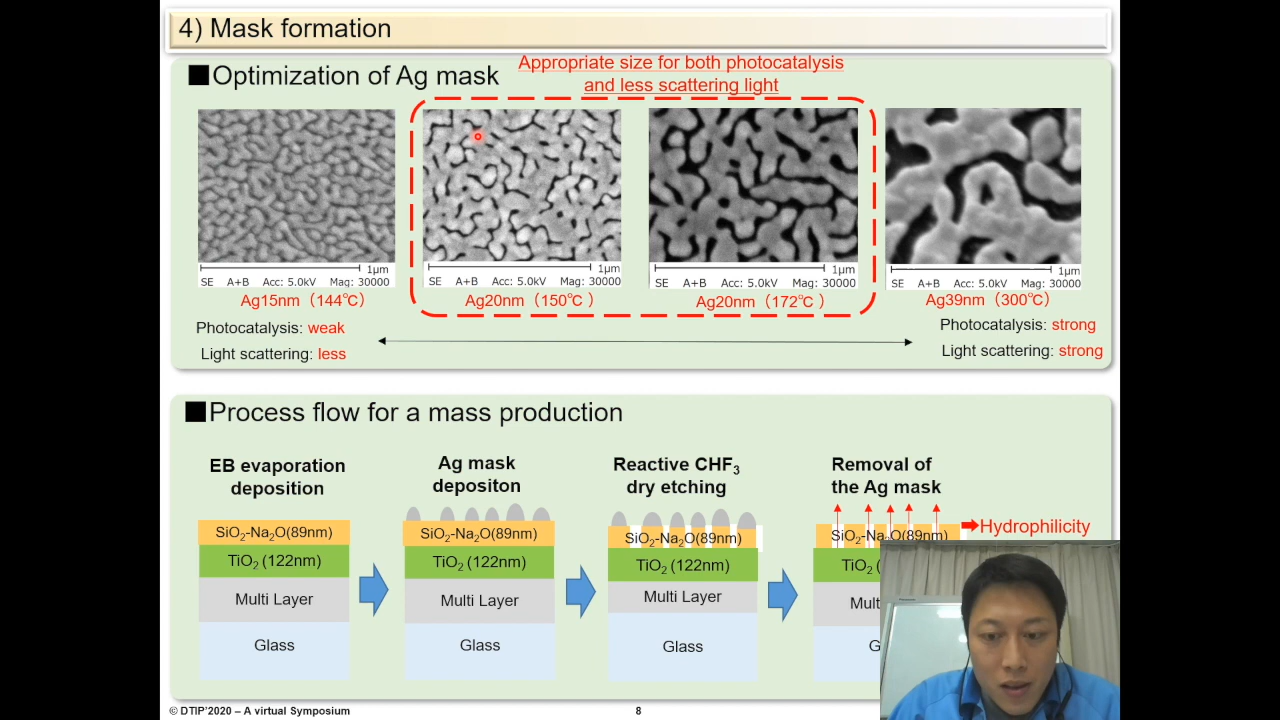 4) Mask formation
■Optimization of Ag mask
Appropriate size for both photocatalysis
and less scattering light
1μm
SE A+B Acc: 5.0kV Mag: 30000
Ag15nm（144℃）
1μm
SE A+B Acc: 5.0kV Mag: 30000
Ag20nm（150℃ ）
1μm
SE A+B Acc: 5.0kV Mag: 30000
Ag20nm（172℃ ）
1μm
SE A+B Acc: 5.0kV Mag: 30000
Ag39nm（300℃）
Photocatalysis: weak
Light scattering: less
Photocatalysis: strong
Light scattering: strong
■Process flow for a mass production
EB evaporation
deposition
SiO₂-Na₂O(89nm)
TiO₂ (122nm)
Multi Layer
Glass
Ag mask
depositon
SiO₂-Na₂O(89nm)
TiO₂ (122nm)
Multi Layer
Glass
Reactive CHF₃
dry etching
SiO₂-Na₂O(89nm)
TiO₂ (122nm)
Multi Layer
Glass
Removal of
the Ag mask
Hydrophilicity
SiO₂-Na₂O(89nm)
TiO₂ (
Mult
G
© DTIP'2020 – A virtual Symposium
8